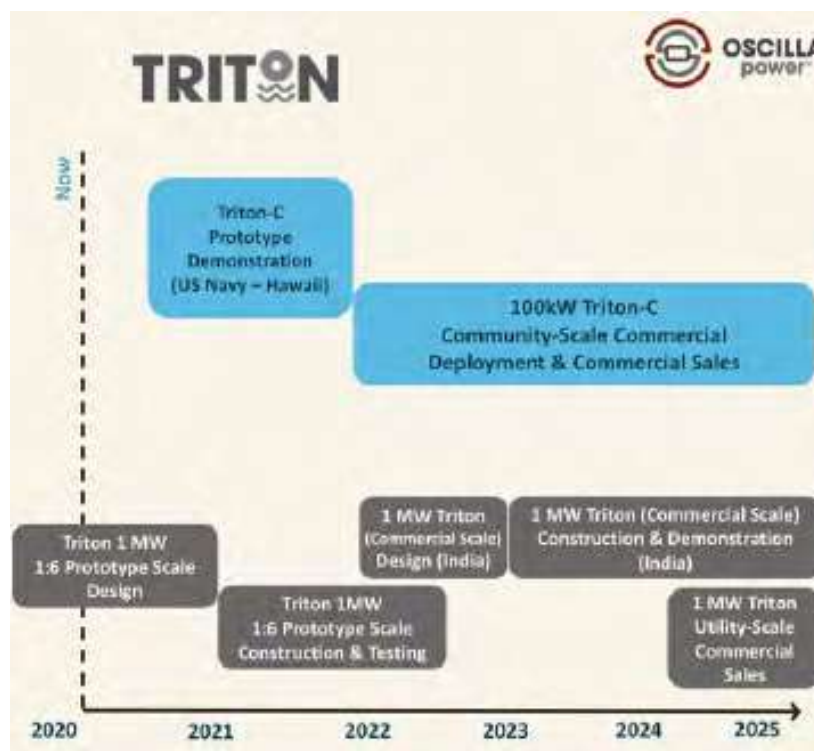 TRITON
OSCILLA
power™
Now
Triton-C
Prototype
Demonstration
(US Navy – Hawaii)
100kW Triton-C
Community-Scale Commercial
Deployment & Commercial Sales
1 MW Triton
(Commercial Scale)
Design (India)
1 MW Triton (Commercial Scale)
Construction & Demonstration
(India)
Triton 1 MW
1:6 Prototype Scale
Design
Triton 1MW
1:6 Prototype Scale
Construction & Testing
1 MW Triton
Utility-Scale
Commercial
Sales
2020 2021 2022 2023 2024 2025